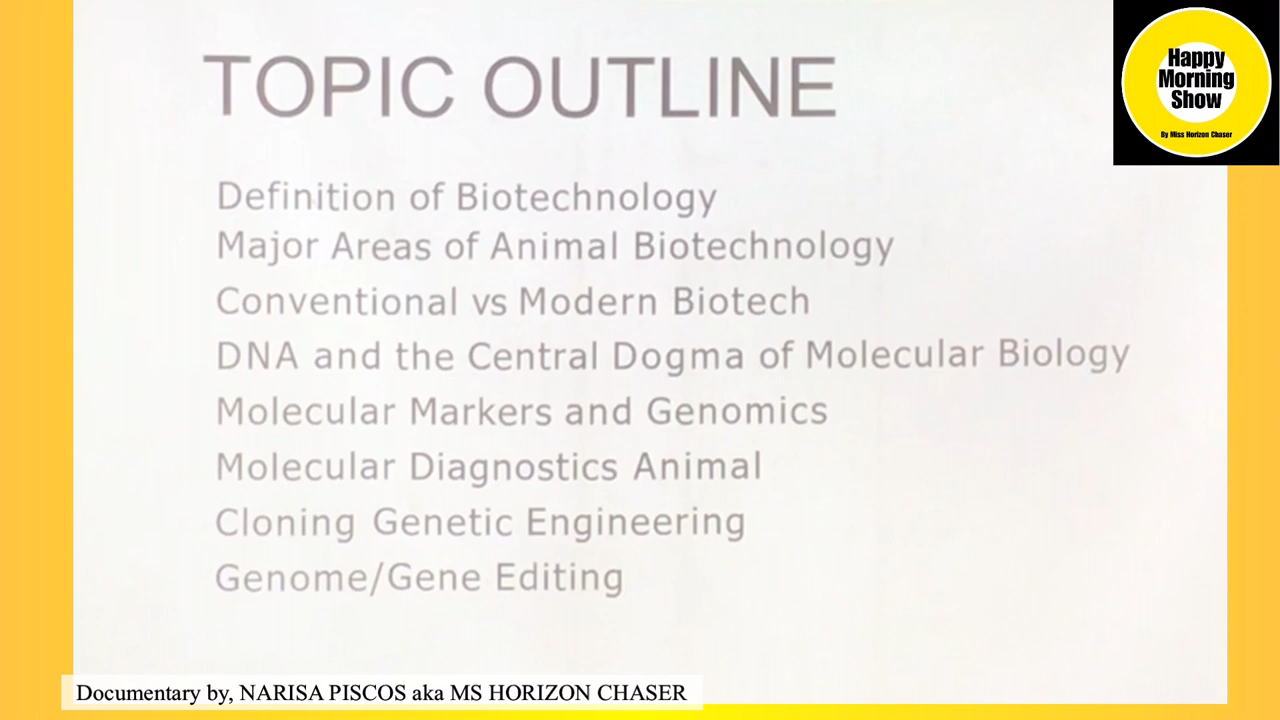 TOPIC OUTLINE
Definition of Biotechnology
Major Areas of Animal Biotechnology
Conventional vs Modern Biotech
DNA and the Central Dogma of Molecular Biology
Molecular Markers and Genomics
Molecular Diagnostics Animal
Cloning Genetic Engineering
Genome/Gene Editing
Happy
Morning
Show
By Miss Horizon Chaser
Documentary by, NARISA PISCOS aka MS HORIZON CHASER